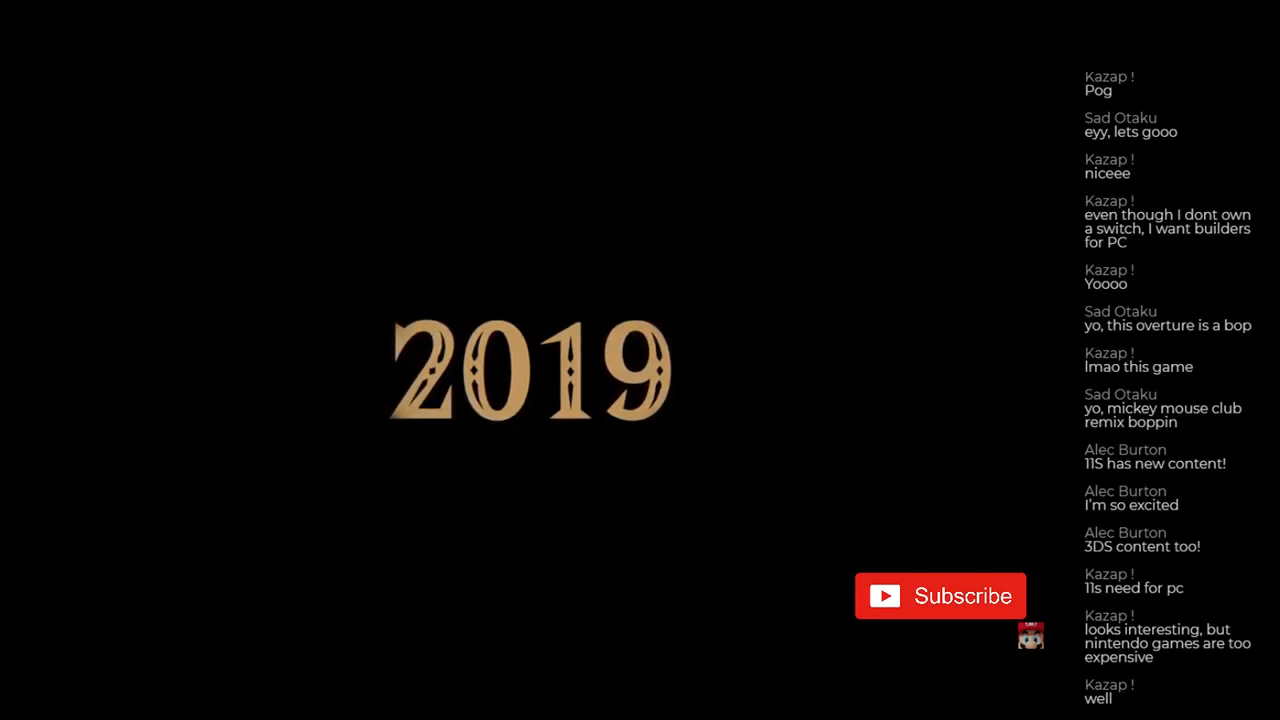 2019
Subscribe
Kazap !
Pog
Sad Otaku
eyy, lets gooo
Kazap !
niceee
Kazap !
even though I dont own
a switch, I want builders
for PC
Kazap !
Yoooo
Sad Otaku
yo, this overture is a bop
Kazap !
lmao this game
Sad Otaku
yo, mickey mouse club
remix boppin
Alec Burton
11S has new content!
Alec Burton
I'm so excited
Alec Burton
3DS content too!
Kazap !
11s need for pc
Kazap !
looks interesting, but
nintendo games are too
expensive
Kazap !
well